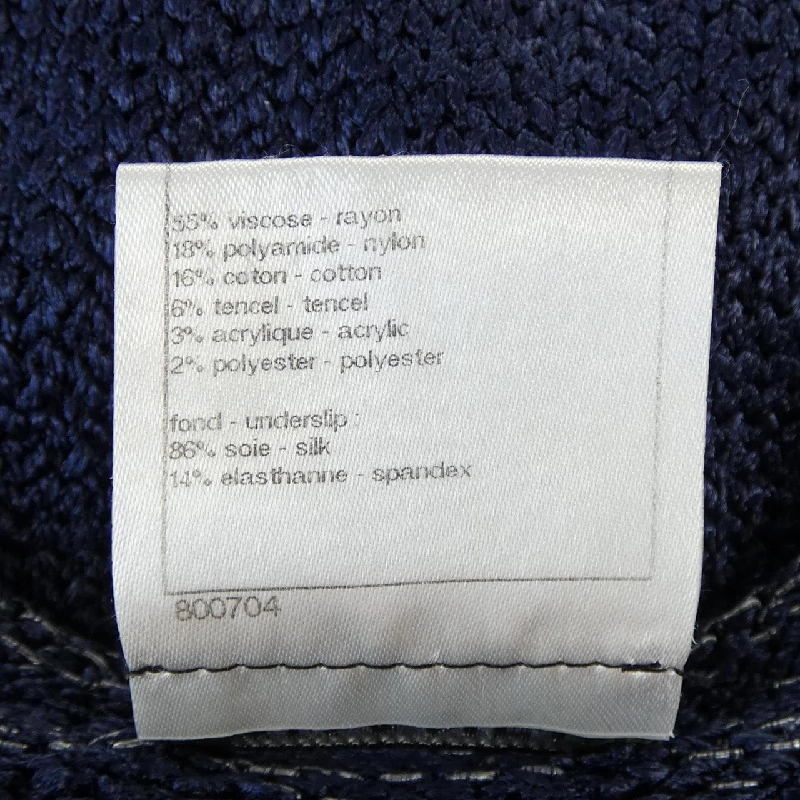 55% viscose - rayon
18% polyamide - nylon
16% coton - cotton
6% tencel - tencel
3% acrylique - acrylic
2% polyester - polyester
fond - underslip :
86% soie - silk
14% elasthanne - spandex
800704